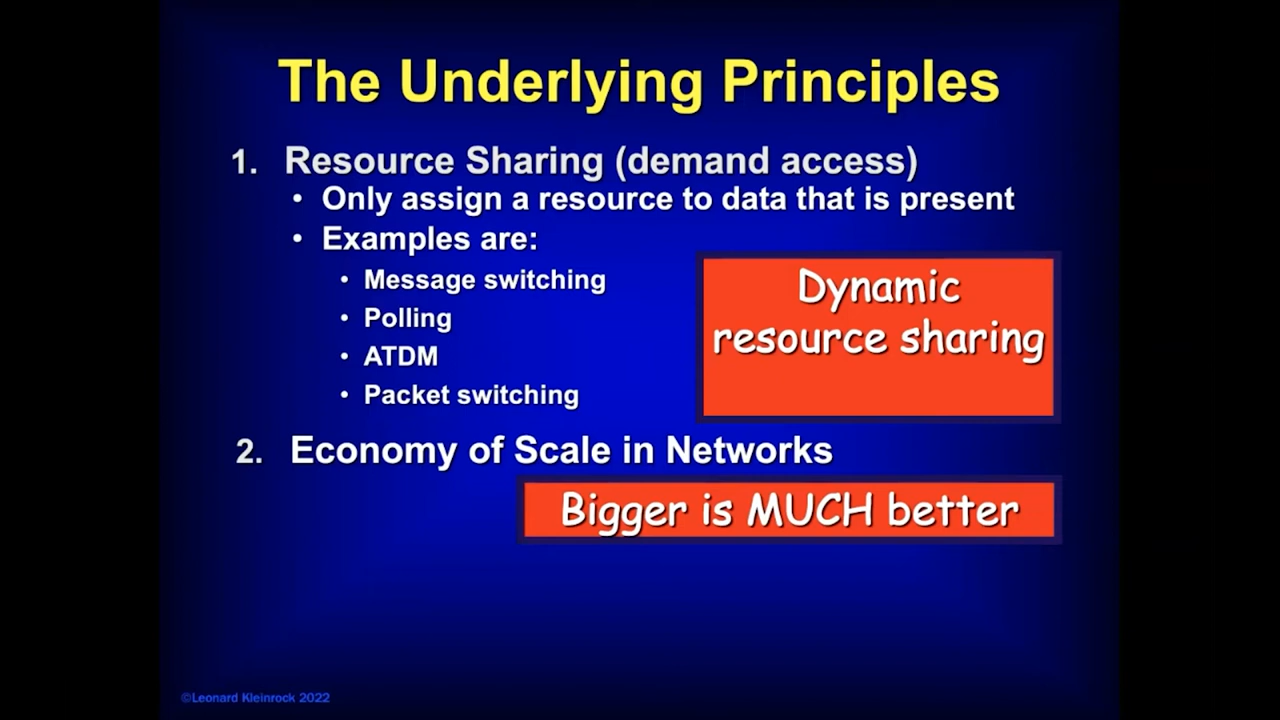 The Underlying Principles
1. Resource Sharing (demand access)
• Only assign a resource to data that is present
• Examples are:
• Message switching
• Polling
• ATDM
• Packet switching
Dynamic
resource sharing
2. Economy of Scale in Networks
Bigger is MUCH better
©Leonard Kleinrock 2022